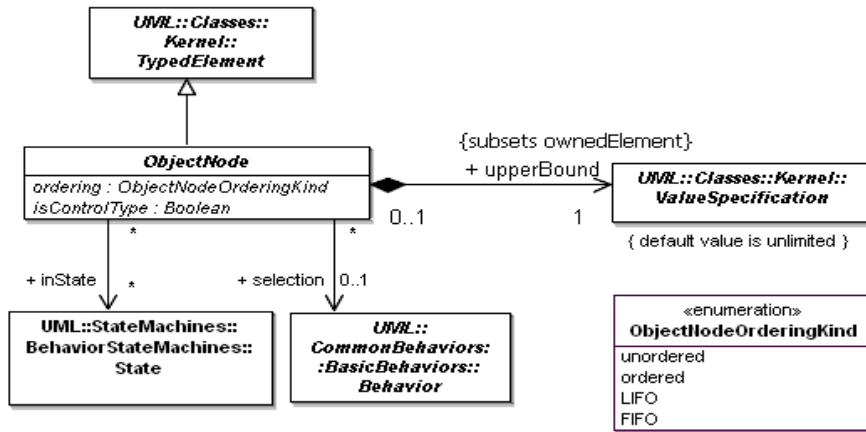 UML::Classes::
Kernel::
TypedElement
ObjectNode
ordering : ObjectNodeOrderingKind
isControlType : Boolean
{subsets ownedElement}
+ upperBound
0..1
1
UML::Classes::Kernel::
ValueSpecification
{ default value is unlimited }
*
*
+ inState
*
+ selection
0..1
UML::StateMachines::
BehaviorStateMachines::
State
UML::
CommonBehaviors:
:BasicBehaviors::
Behavior
«enumeration»
ObjectNodeOrderingKind
unordered
ordered
LIFO
FIFO